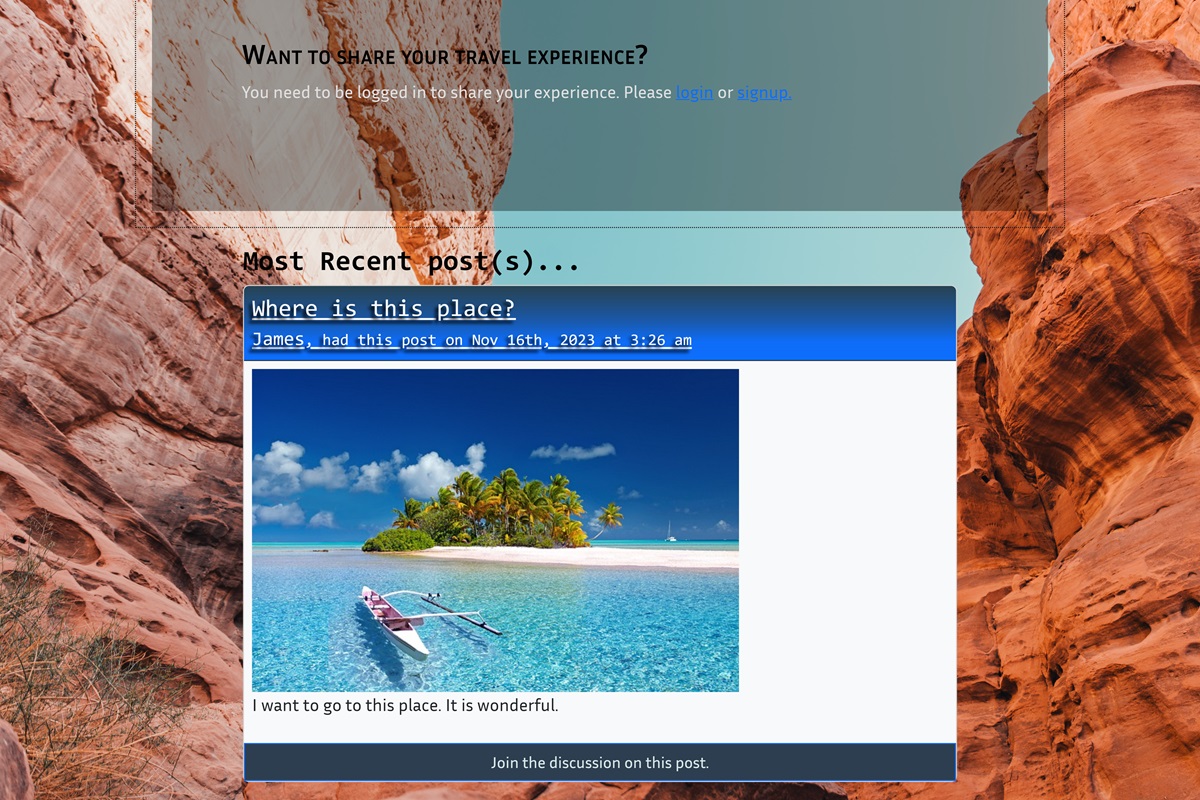 Want to share your travel experience?
You need to be logged in to share your experience. Please login or signup.
Most Recent post(s)...
Where is this place?
James, had this post on Nov 16th, 2023 at 3:26 am
I want to go to this place. It is wonderful.
Join the discussion on this post.